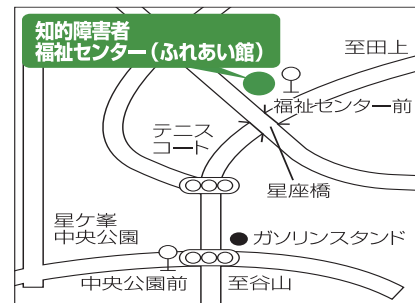 知的障害者
福祉センター(ふれあい館)
至田上
福祉センター前
テニス
コート
星座橋
星ケ峯
中央公園
ガソリンスタンド
中央公園前
至谷山